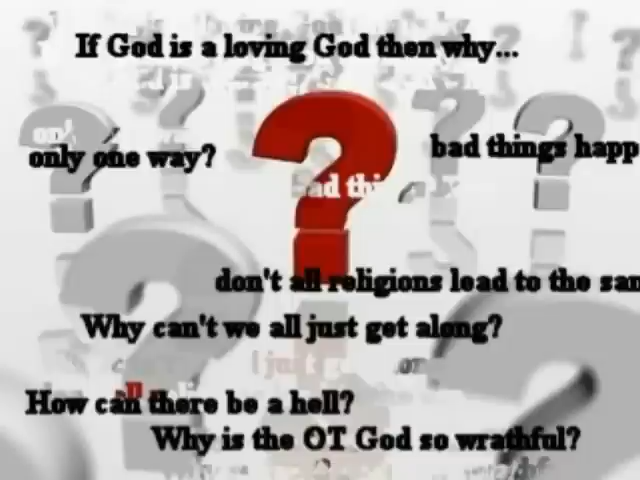 If God is a loving God then why...
only one way?
bad things happ
don't all religions lead to the sam
Why can't we all just get along?
How can there be a hell?
Why is the OT God so wrathful?